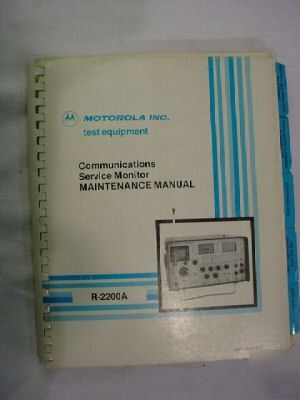 MOTOROLA INC.
test equipment
Communications
Service Monitor
MAINTENANCE MANUAL
R-2200A